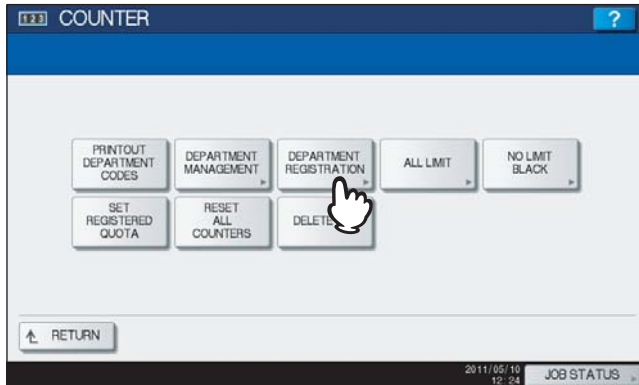 123 COUNTER
?
PRINTOUT
DEPARTMENT
CODES
DEPARTMENT
MANAGEMENT
DEPARTMENT
REGISTRATION
ALL LIMIT
NO LIMIT
BLACK
SET
REGISTERED
QUOTA
RESET
ALL
COUNTERS
DELETE
RETURN
2011/05/10
12:24
JOB STATUS